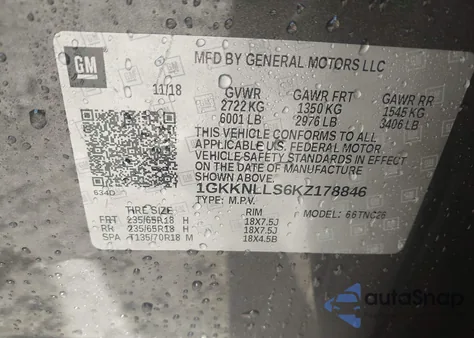 GM
MFD BY GENERAL MOTORS LLC
11/18 GVWR GAWR FRT GAWR RR
2722 KG 1350 KG 1545 KG
6001 LB 2976 LB 3406 LB
THIS VEHICLE CONFORMS TO ALL
APPLICABLE U.S. FEDERAL MOTOR
VEHICLE SAFETY STANDARDS IN EFFECT
ON THE DATE OF MANUFACTURE SHOWN ABOVE.
1GKKNLLS6KZ178846
TYPE: M.P.V. MODEL: 66TNC26
634D
TIRE SIZE RIM
FRT 235/65R18 H 18X7.5J
RR 235/65R18 H 18X7.5J
SPA T135/70R18 M 18X4.5B
autoSnap